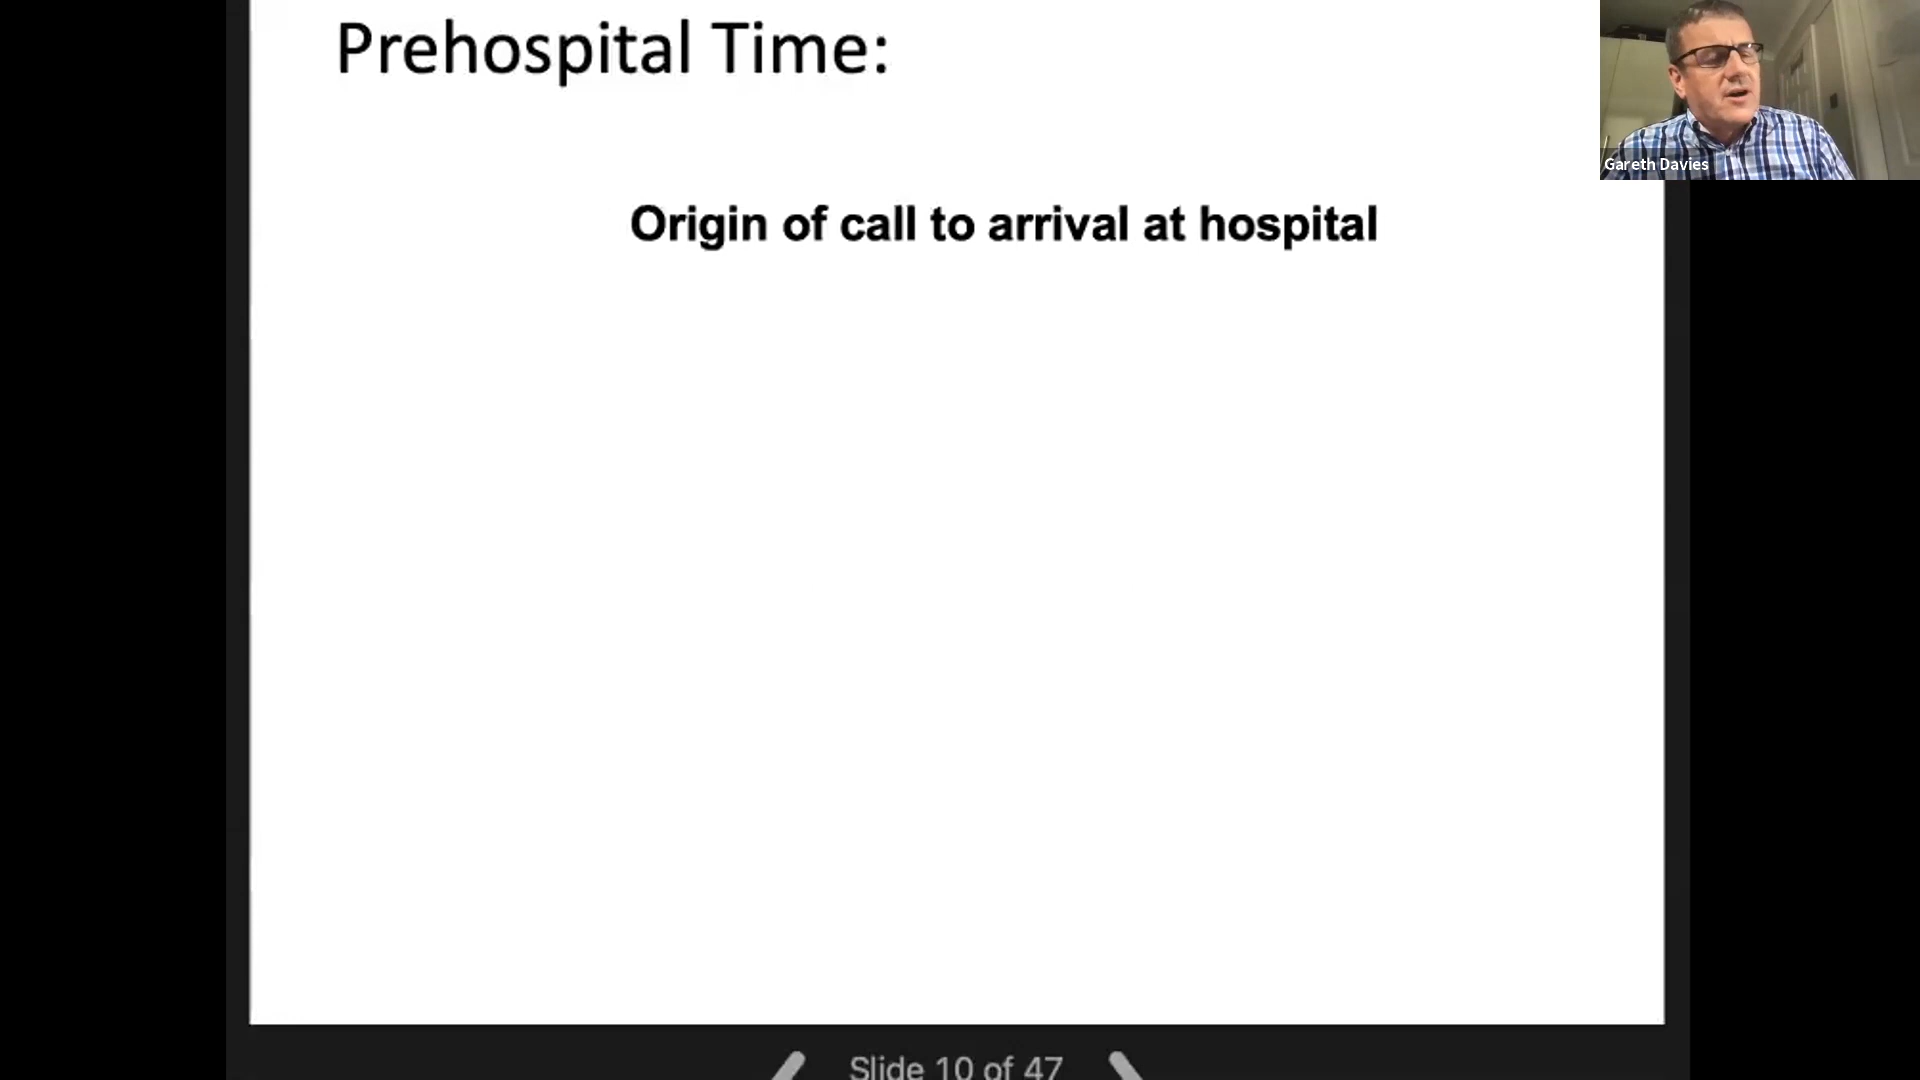 Prehospital Time:
Gareth Davies
Origin of call to arrival at hospital
Slide 10 of 47